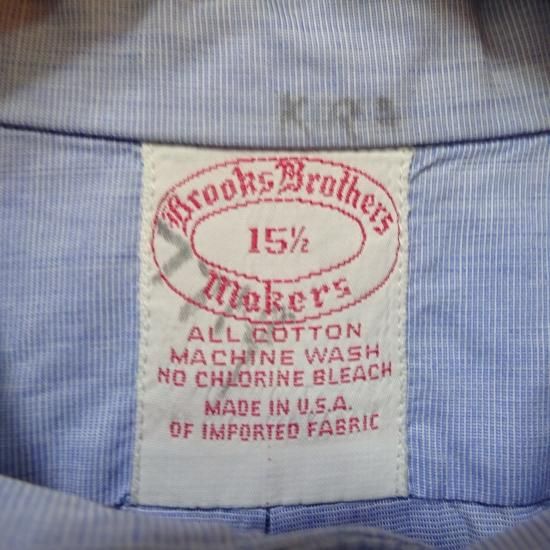 Brooks Brothers
15½
Makers
ALL COTTON
MACHINE WASH
NO CHLORINE BLEACH
MADE IN U.S.A.
OF IMPORTED FABRIC